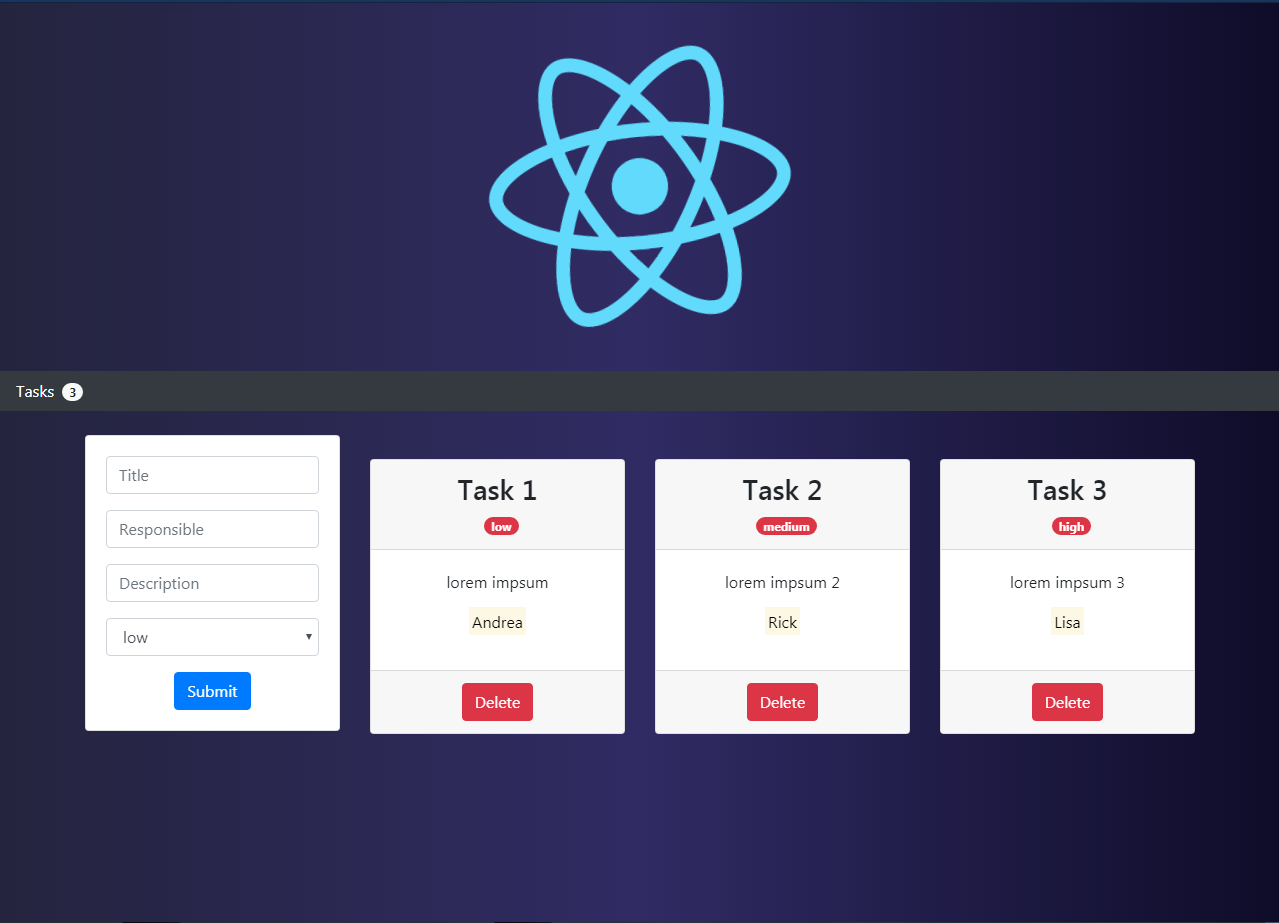 Tasks 3
Title
Responsible
Description
low
Submit
Task 1
low
lorem impsum
Andrea
Delete
Task 2
medium
lorem impsum 2
Rick
Delete
Task 3
high
lorem impsum 3
Lisa
Delete